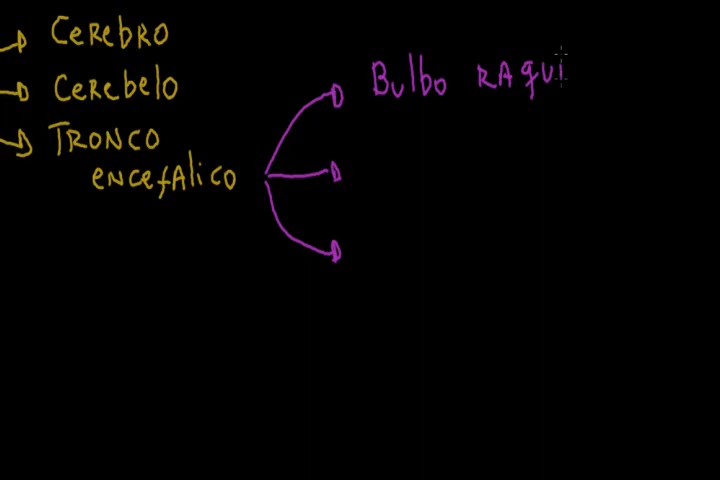 CEREBRO
CEREBElO
TRONCO
ENCEfAlICO
Bulbo RAqUI